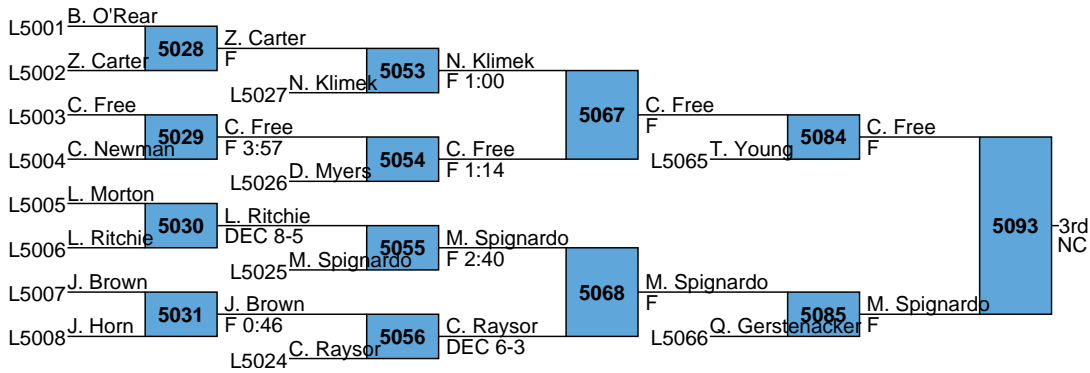 B. O'Rear
L5001
5028
Z. Carter
F
Z. Carter
L5002
5053
N. Klimek
F 1:00
N. Klimek
L5027
C. Free
L5003
5029
C. Free
F 3:57
C. Newman
L5004
5054
C. Free
F 1:14
D. Myers
L5026
5067
C. Free
F
5084
C. Free
F
T. Young
L5065
L. Morton
L5005
5030
L. Ritchie
DEC 8-5
L. Ritchie
L5006
5055
M. Spignardo
F 2:40
M. Spignardo
L5025
J. Brown
L5007
5031
J. Brown
F 0:46
J. Horn
L5008
5056
C. Raysor
DEC 6-3
C. Raysor
L5024
5068
M. Spignardo
F
5085
M. Spignardo
F
Q. Gerstenacker
L5066
5093
3rd
NC